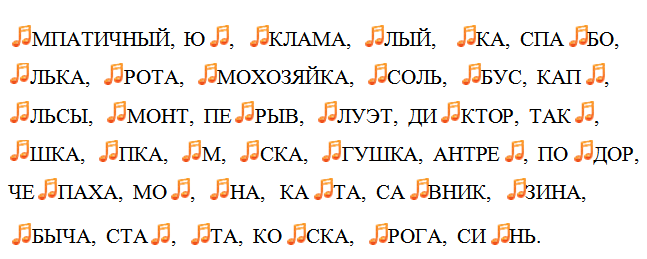 🎵МПАТИЧНЫЙ, Ю🎵, 🎵КЛАМА, 🎵ЛЫЙ, 🎵КА, СПА🎵БО,
🎵ЛЬКА, 🎵РОТА, 🎵МОХОЗЯЙКА, 🎵СОЛЬ, 🎵БУС, КАП🎵,
🎵ЛЬСЫ, 🎵МОНТ, ПЕ🎵РЫВ, 🎵ЛУЭТ, ДИ🎵КТОР, ТАК🎵,
🎵ШКА, 🎵ПКА, 🎵М, 🎵СКА, 🎵ГУШКА, АНТРЕ🎵, ПО🎵ДОР,
ЧЕ🎵ПАХА, МО🎵, 🎵НА, КА🎵ТА, СА🎵ВНИК, 🎵ЗИНА,
🎵БЫЧА, СТА🎵, 🎵ТА, КО🎵СКА, 🎵РОГА, СИ🎵НЬ.